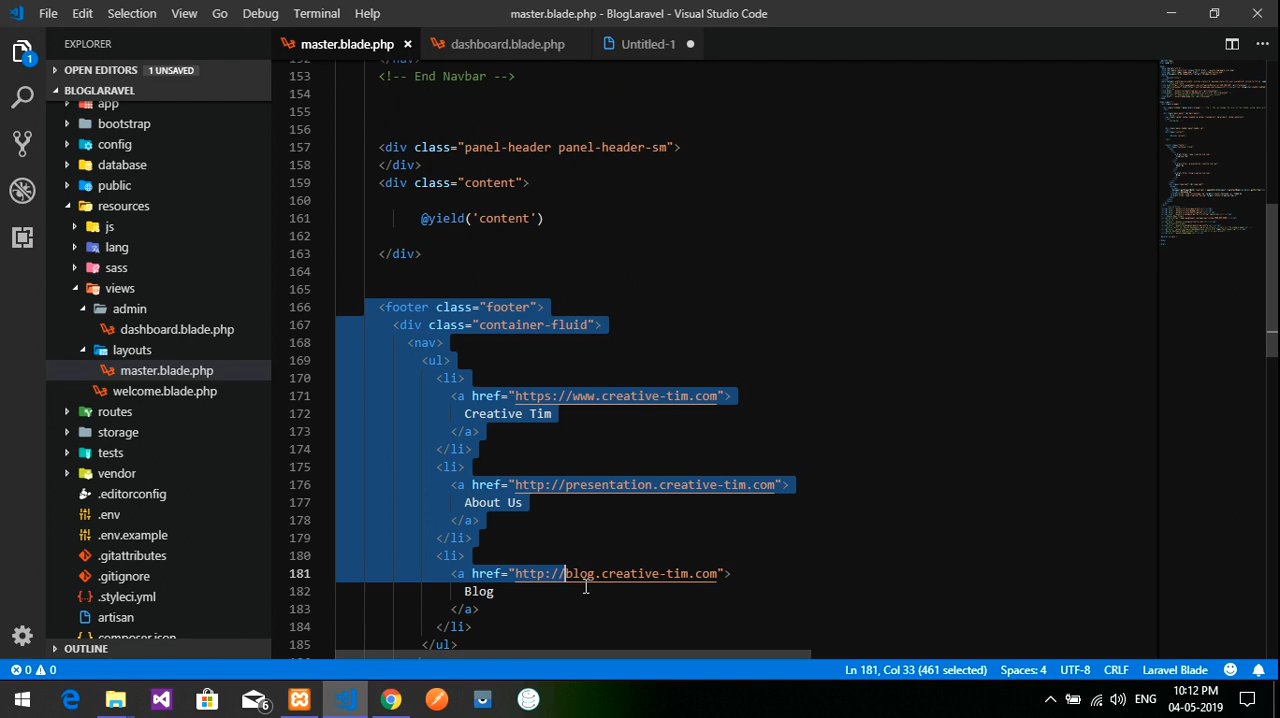 File Edit Selection View Go Debug Terminal Help
master.blade.php - BlogLaravel - Visual Studio Code
EXPLORER
master.blade.php
dashboard.blade.php
Untitled-1
OPEN EDITORS 1 UNSAVED
BLOGLARAVEL
app
bootstrap
config
database
public
resources
js
lang
sass
views
admin
dashboard.blade.php
layouts
master.blade.php
welcome.blade.php
routes
storage
tests
vendor
.editorconfig
.env
.env.example
.gitattributes
.gitignore
.styleci.yml
artisan
composer.json
OUTLINE
1
153 <!-- End Navbar -->
154
155
156
157 <div class="panel-header panel-header-sm">
158 </div>
159 <div class="content">
160
161 @yield('content')
162
163 </div>
164
165
166 <footer class="footer">
167 <div class="container-fluid">
168 <nav>
169 <ul>
170 <li>
171 <a href="https://www.creative-tim.com">
172 Creative Tim
173 </a>
174 </li>
175 <li>
176 <a href="http://presentation.creative-tim.com">
177 About Us
178 </a>
179 </li>
180 <li>
181 <a href="http://blog.creative-tim.com">
182 Blog
183 </a>
184 </li>
185 </ul>
0 0
Ln 181, Col 33 (461 selected) Spaces: 4 UTF-8 CRLF Laravel Blade
6
ENG
10:12 PM
04-05-2019